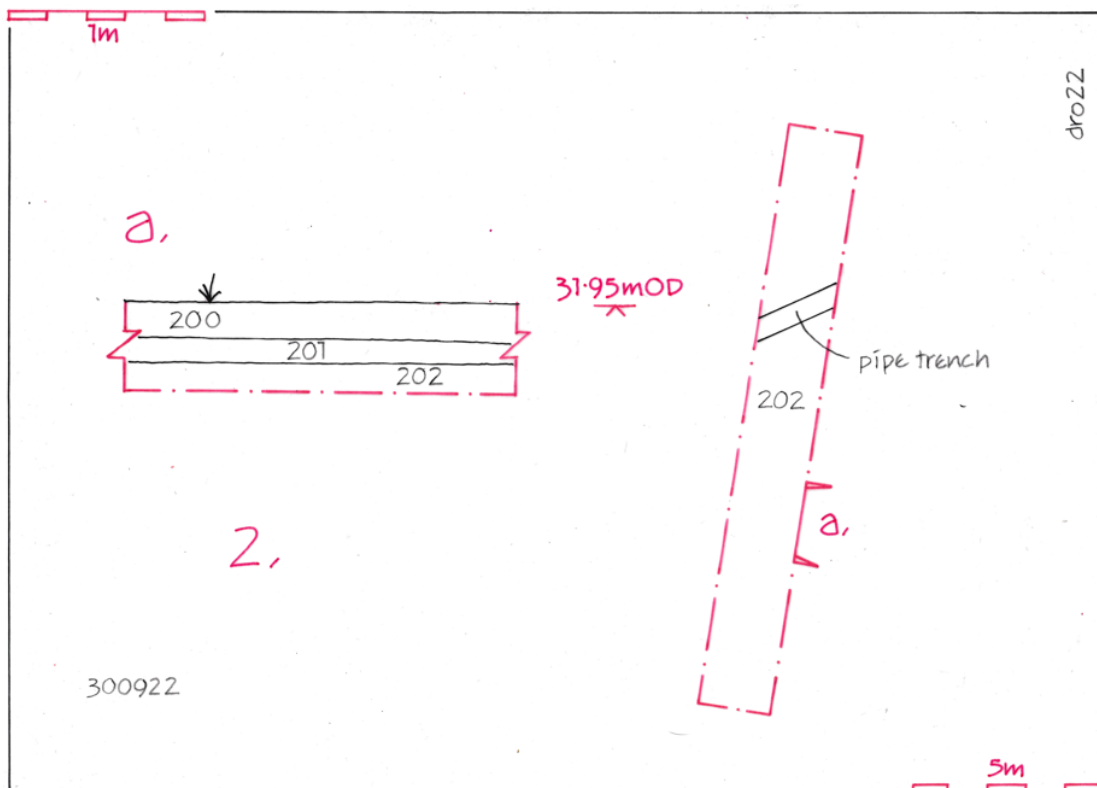 1m
dro22
a,
31.95mOD
200
201
202
pipe trench
202
a,
2,
300922
5m